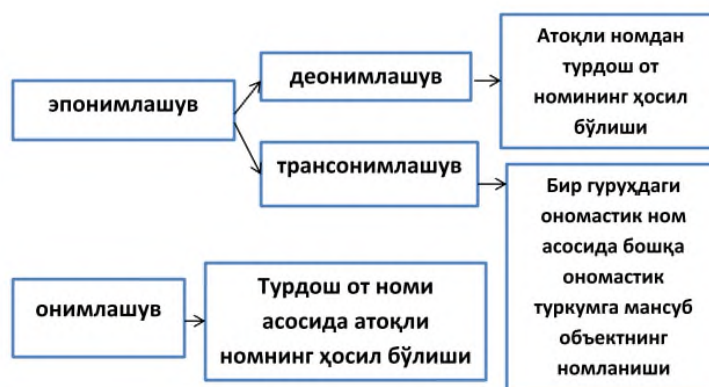 эпонимлашув
деонимлашув
Атоқли номдан
турдош от
номининг ҳосил
бўлиши
трансонимлашув
Бир гуруҳдаги
ономастик ном
асосида бошқа
ономастик
туркумга мансуб
объектнинг
номланиши
онимлашув
Турдош от номи
асосида атоқли
номнинг ҳосил бўлиши